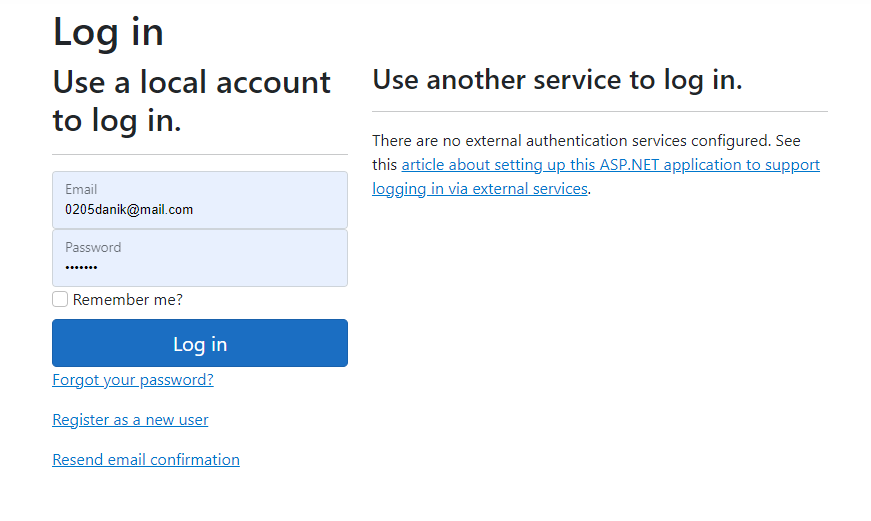 Log in
Use a local account
to log in.
Email
0205danik@mail.com
Password
•••••••
Remember me?
Log in
Forgot your password?
Register as a new user
Resend email confirmation
Use another service to log in.
There are no external authentication services configured. See
this article about setting up this ASP.NET application to support
logging in via external services.